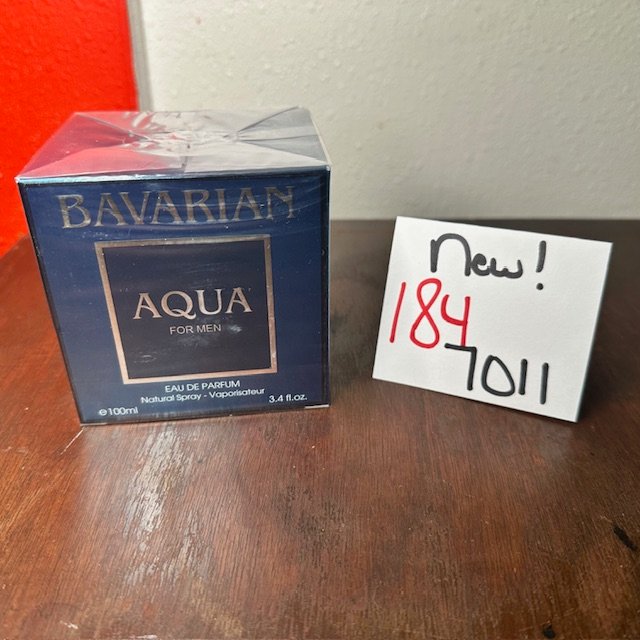 BAVARIAN
AQUA
FOR MEN
EAU DE PARFUM
Natural Spray - Vaporisateur
℮100ml
3.4 fl.oz.
New!
184
7011